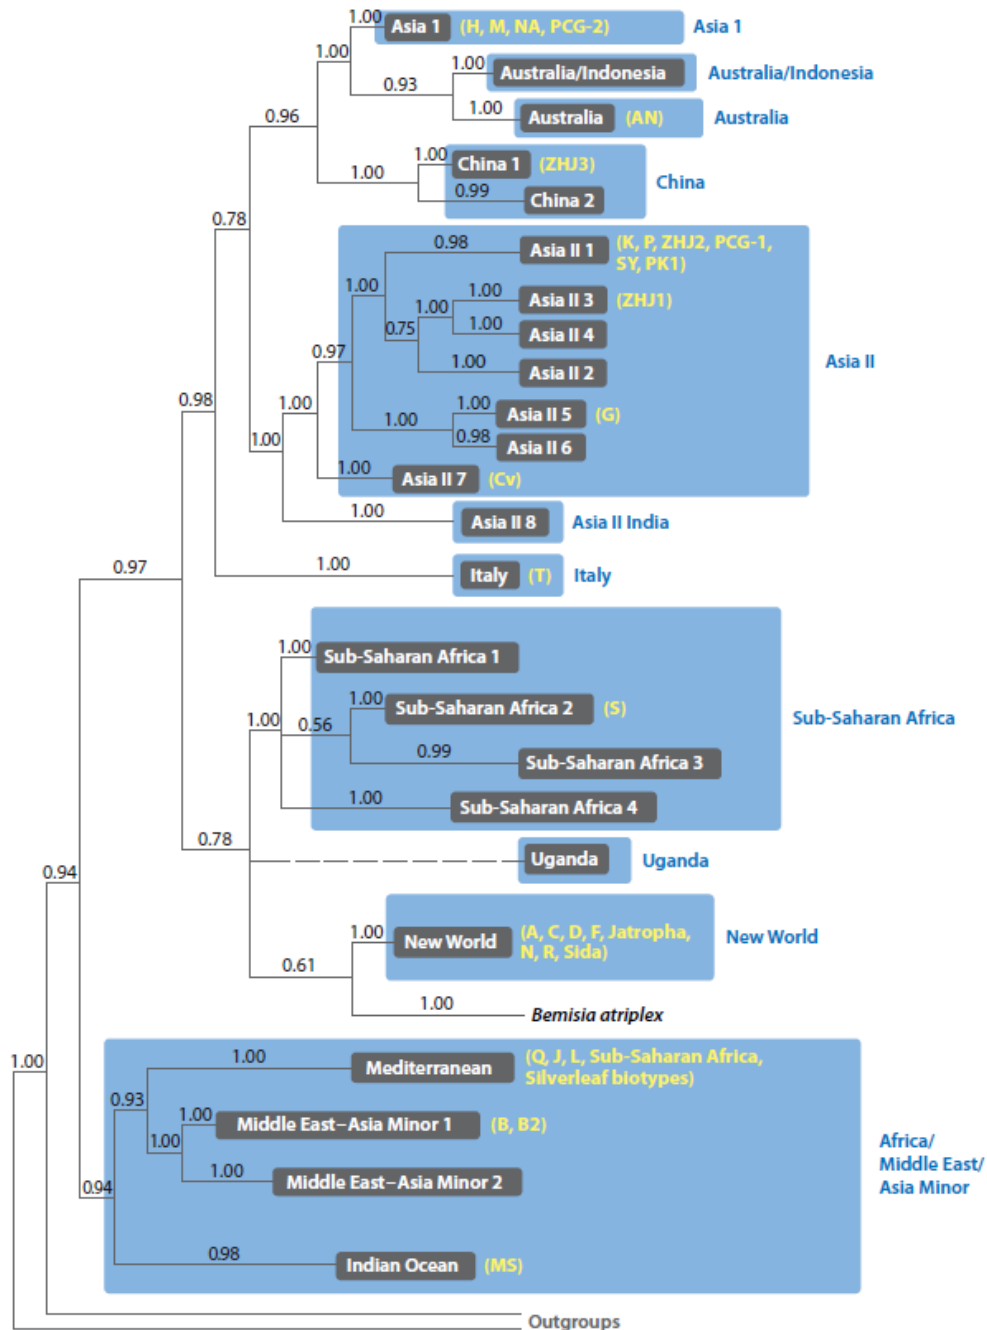 1.00 Asia 1 (H, M, NA, PCG-2) Asia 1
1.00
1.00 Australia/Indonesia Australia/Indonesia
0.93
1.00 Australia (AN) Australia
0.96
1.00 China 1 (ZHJ3)
1.00
China
0.99 China 2
0.78
0.98 Asia II 1 (K, P, ZHJ2, PCG-1,
SY, PK1)
1.00
1.00 Asia II 3 (ZHJ1)
1.00
0.75
1.00 Asia II 4
0.97
Asia II
1.00 Asia II 2
0.98
1.00
1.00 Asia II 5 (G)
1.00
0.98 Asia II 6
1.00
1.00 Asia II 7 (Cv)
1.00 Asia II 8 Asia II India
0.97
1.00 Italy (T) Italy
1.00 Sub-Saharan Africa 1
1.00 Sub-Saharan Africa 2 (S)
1.00
0.56
Sub-Saharan Africa
0.99 Sub-Saharan Africa 3
1.00 Sub-Saharan Africa 4
0.78
Uganda Uganda
0.94
1.00 New World (A, C, D, F, Jatropha,
N, R, Sida)
New World
0.61
1.00 Bemisia atriplex
1.00
1.00 Mediterranean (Q, J, L, Sub-Saharan Africa,
Silverleaf biotypes)
0.93
1.00 Middle East–Asia Minor 1 (B, B2)
1.00
Africa/
Middle East/
Asia Minor
1.00 Middle East–Asia Minor 2
0.94
0.98 Indian Ocean (MS)
Outgroups